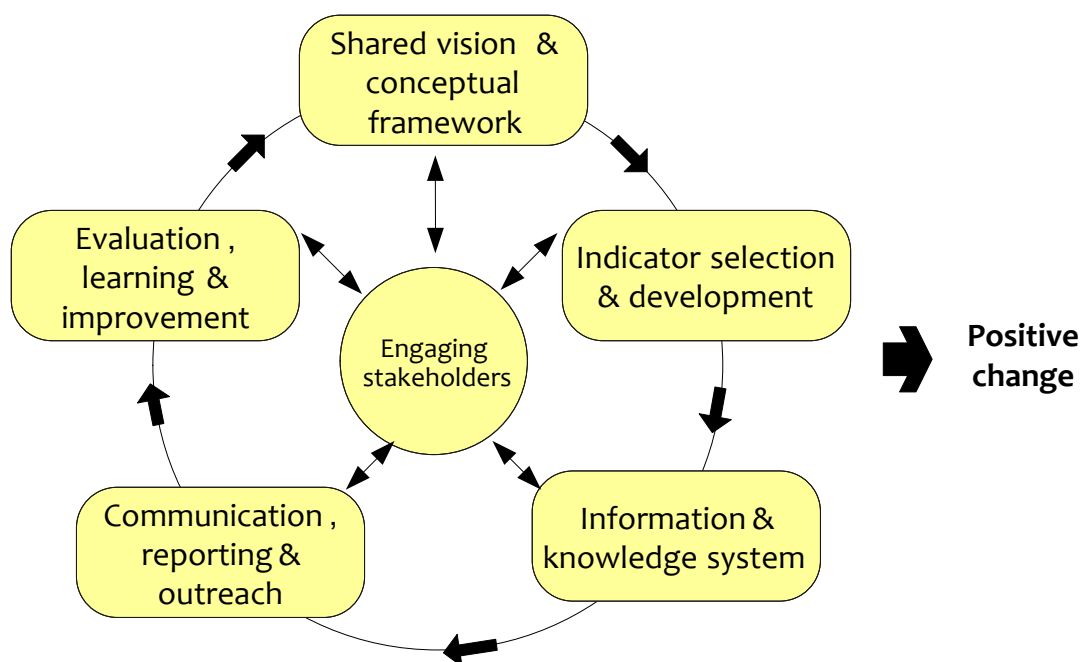 Shared vision &
conceptual
framework
Evaluation ,
learning &
improvement
Indicator selection
& development
Engaging
stakeholders
Positive
change
Communication ,
reporting &
outreach
Information &
knowledge system